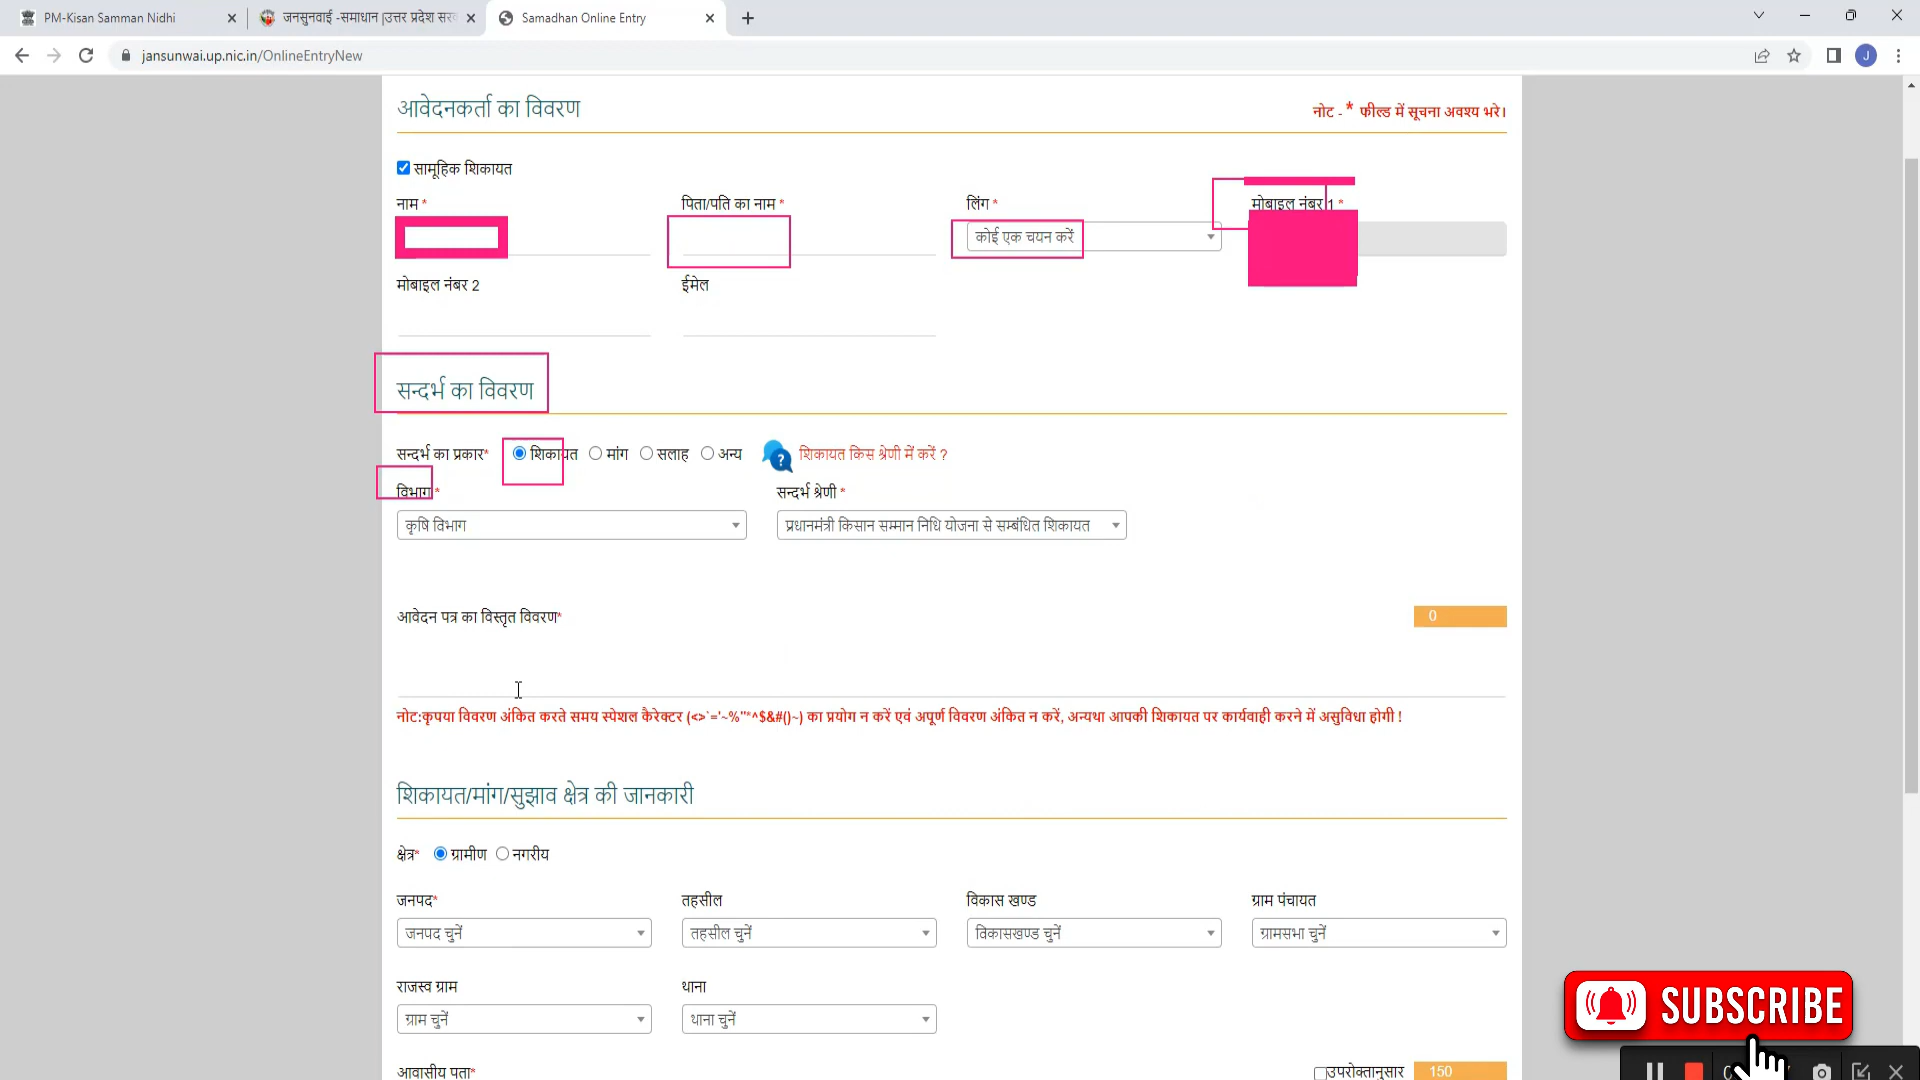 PM-Kisan Samman Nidhi
जनसुनवाई -समाधान |उत्तर प्रदेश सरव
Samadhan Online Entry
jansunwai.up.nic.in/OnlineEntryNew
J
आवेदनकर्ता का विवरण
नोट - * फील्ड में सूचना अवश्य भरे।
सामूहिक शिकायत
नाम * पिता/पति का नाम * लिंग * मोबाइल नंबर 1 *
कोई एक चयन करें
मोबाइल नंबर 2 ईमेल
सन्दर्भ का विवरण
सन्दर्भ का प्रकार* शिकायत मांग सलाह अन्य ? शिकायत किस श्रेणी में करें ?
विभाग * सन्दर्भ श्रेणी *
कृषि विभाग प्रधानमंत्री किसान सम्मान निधि योजना से सम्बंधित शिकायत
आवेदन पत्र का विस्तृत विवरण* 0
नोट:कृपया विवरण अंकित करते समय स्पेशल कैरेक्टर (<>`='~%"*^$&#()~) का प्रयोग न करें एवं अपूर्ण विवरण अंकित न करें, अन्यथा आपकी शिकायत पर कार्यवाही करने में असुविधा होगी !
शिकायत/मांग/सुझाव क्षेत्र की जानकारी
क्षेत्र* ग्रामीण नगरीय
जनपद* तहसील विकास खण्ड ग्राम पंचायत
जनपद चुनें तहसील चुनें विकासखण्ड चुनें ग्रामसभा चुनें
राजस्व ग्राम थाना
ग्राम चुनें थाना चुनें
SUBSCRIBE
आवासीय पता* उपरोक्तानुसार 150